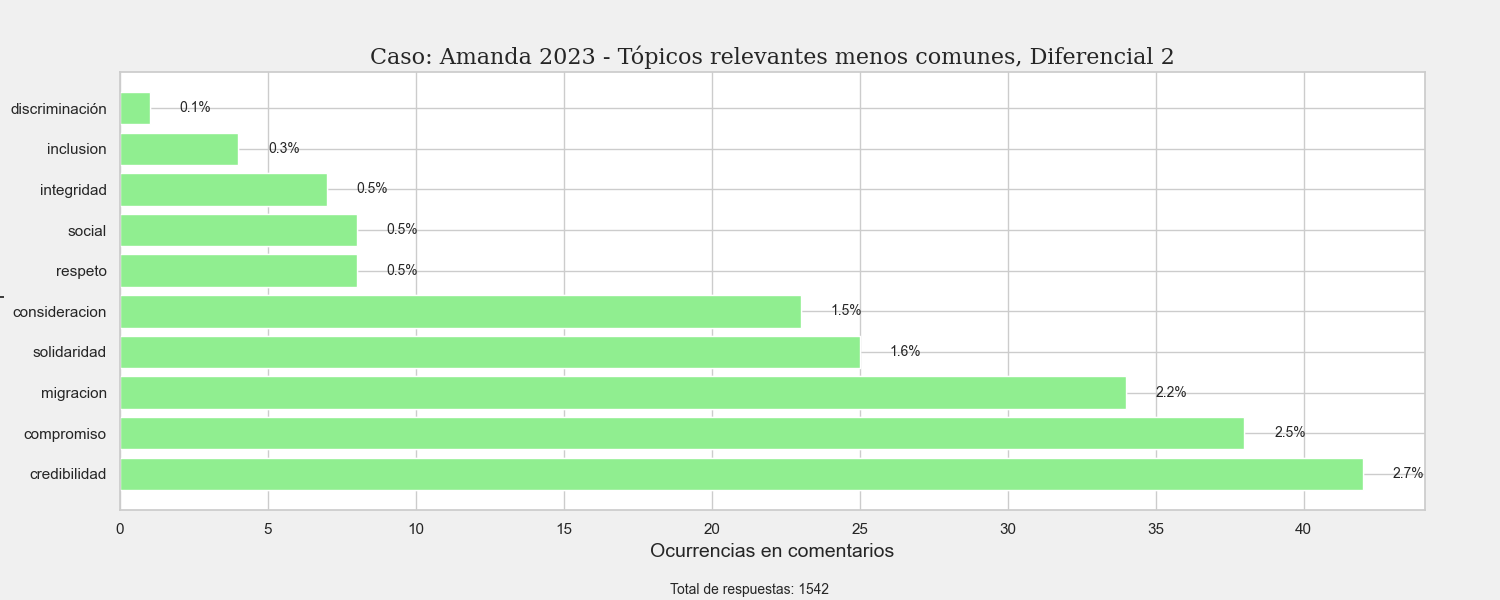 Caso: Amanda 2023 - Tópicos relevantes menos comunes, Diferencial 2
discriminación 0.1%
inclusion 0.3%
integridad 0.5%
social 0.5%
respeto 0.5%
consideracion 1.5%
solidaridad 1.6%
migracion 2.2%
compromiso 2.5%
credibilidad 2.7%
0 5 10 15 20 25 30 35 40
Ocurrencias en comentarios
Total de respuestas: 1542